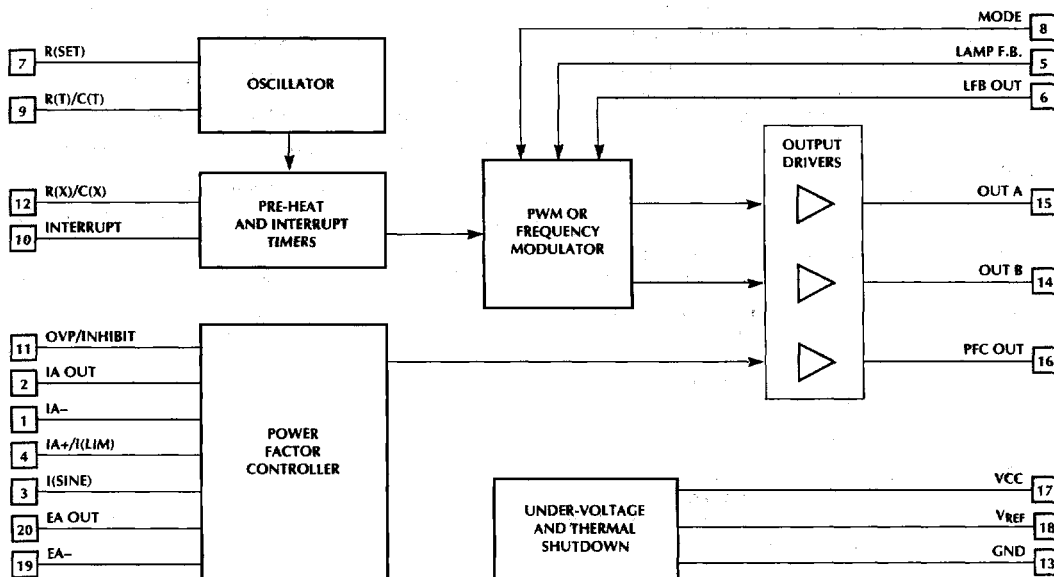 MODE
8
7
R(SET)
LAMP F.B.
5
OSCILLATOR
LFB OUT
6
9
R(T)/C(T)
OUTPUT
DRIVERS
12
R(X)/C(X)
PRE-HEAT
AND INTERRUPT
TIMERS
10
INTERRUPT
PWM OR
FREQUENCY
MODULATOR
OUT A
15
OUT B
14
PFC OUT
16
11
OVP/INHIBIT
2
IA OUT
1
IA–
4
IA+/I(LIM)
3
I(SINE)
20
EA OUT
19
EA–
POWER
FACTOR
CONTROLLER
UNDER-VOLTAGE
AND THERMAL
SHUTDOWN
VCC
17
VREF
18
GND
13